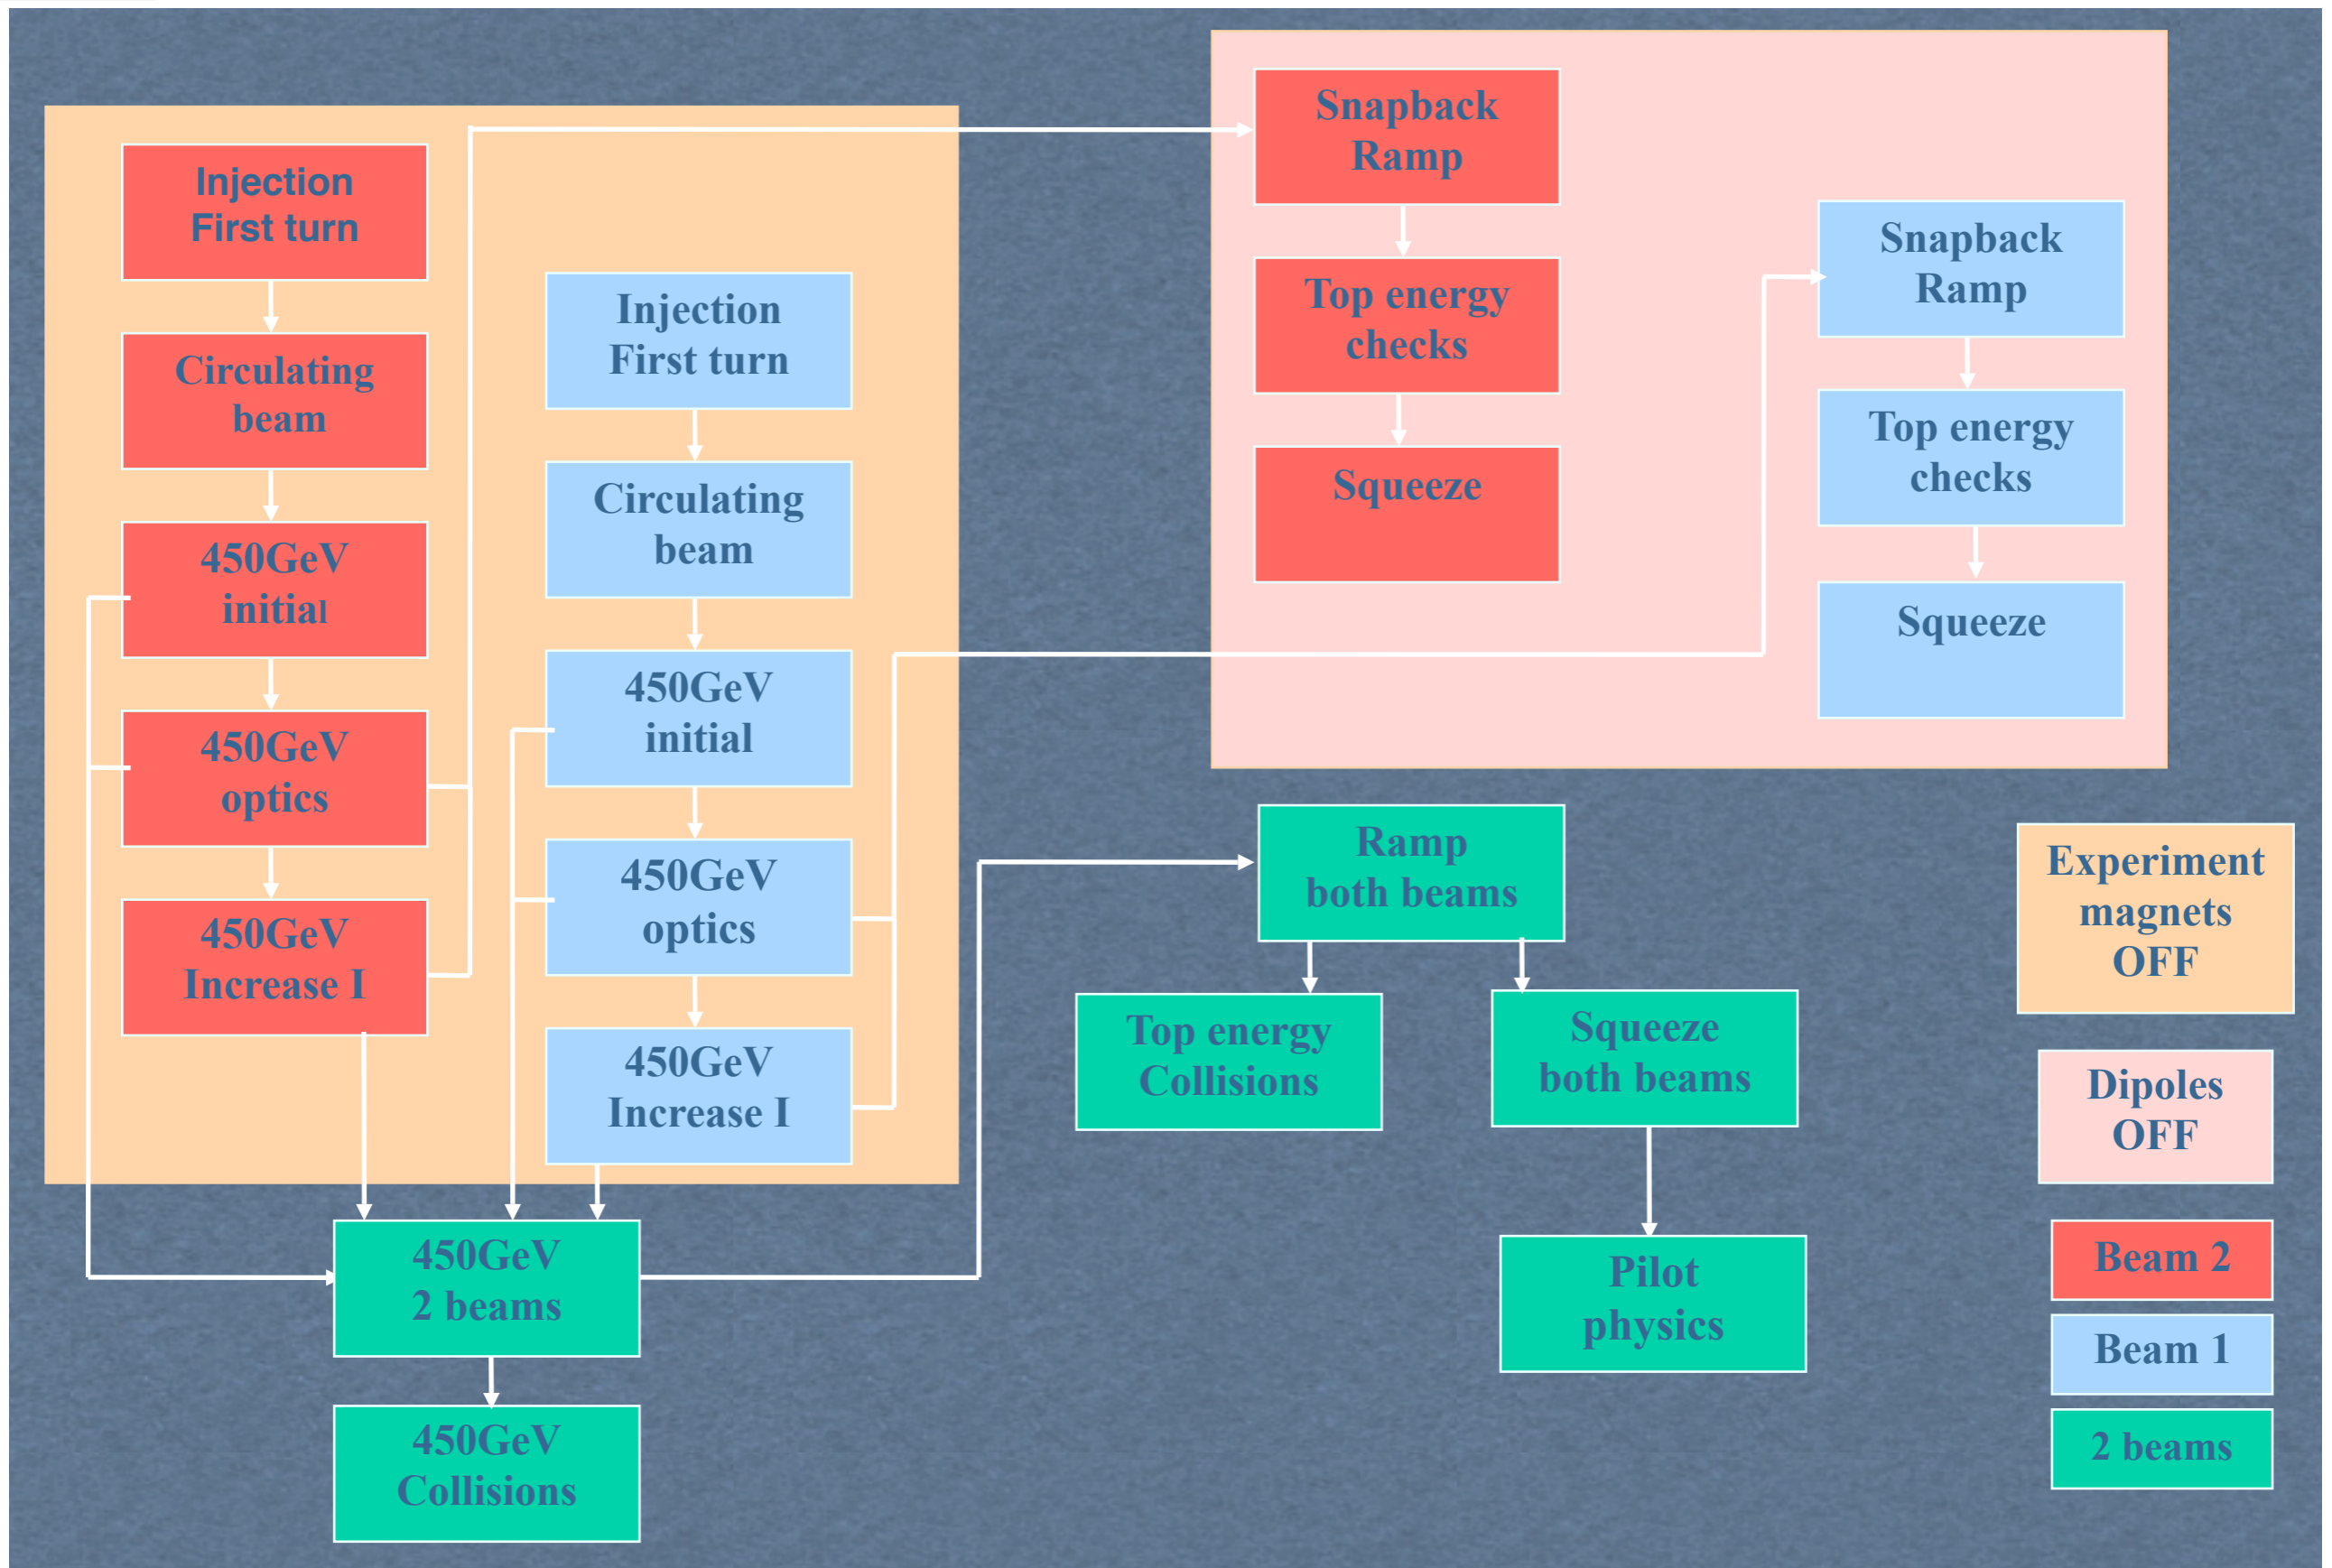 Injection
First turn
Circulating
beam
450GeV
initial
450GeV
optics
450GeV
Increase I
Injection
First turn
Circulating
beam
450GeV
initial
450GeV
optics
450GeV
Increase I
450GeV
2 beams
450GeV
Collisions
Snapback
Ramp
Top energy
checks
Squeeze
Snapback
Ramp
Top energy
checks
Squeeze
Ramp
both beams
Top energy
Collisions
Squeeze
both beams
Pilot
physics
Experiment
magnets
OFF
Dipoles
OFF
Beam 2
Beam 1
2 beams